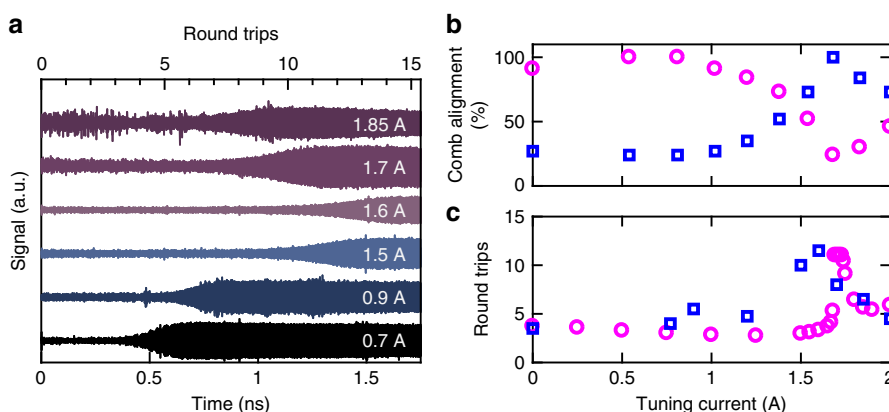 a
Round trips
0 5 10 15
Signal (a.u.)
1.85 A
1.7 A
1.6 A
1.5 A
0.9 A
0.7 A
0 0.5 1 1.5
Time (ns)
b
Comb alignment
(%)
100
50
0
c
Round trips
15
10
5
0
0 0.5 1 1.5 2
Tuning current (A)